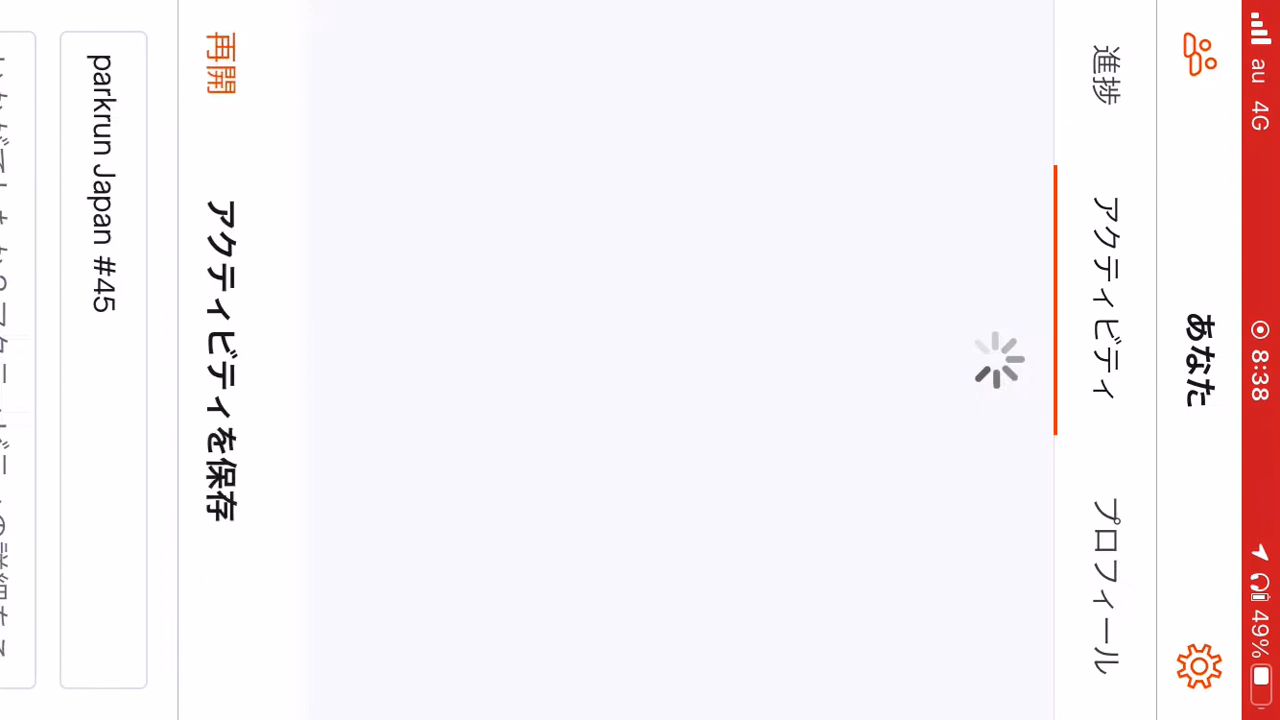 au 4G 8:38 49%
あなた
進捗 アクティビティ プロフィール
再開 アクティビティを保存
parkrun Japan #45